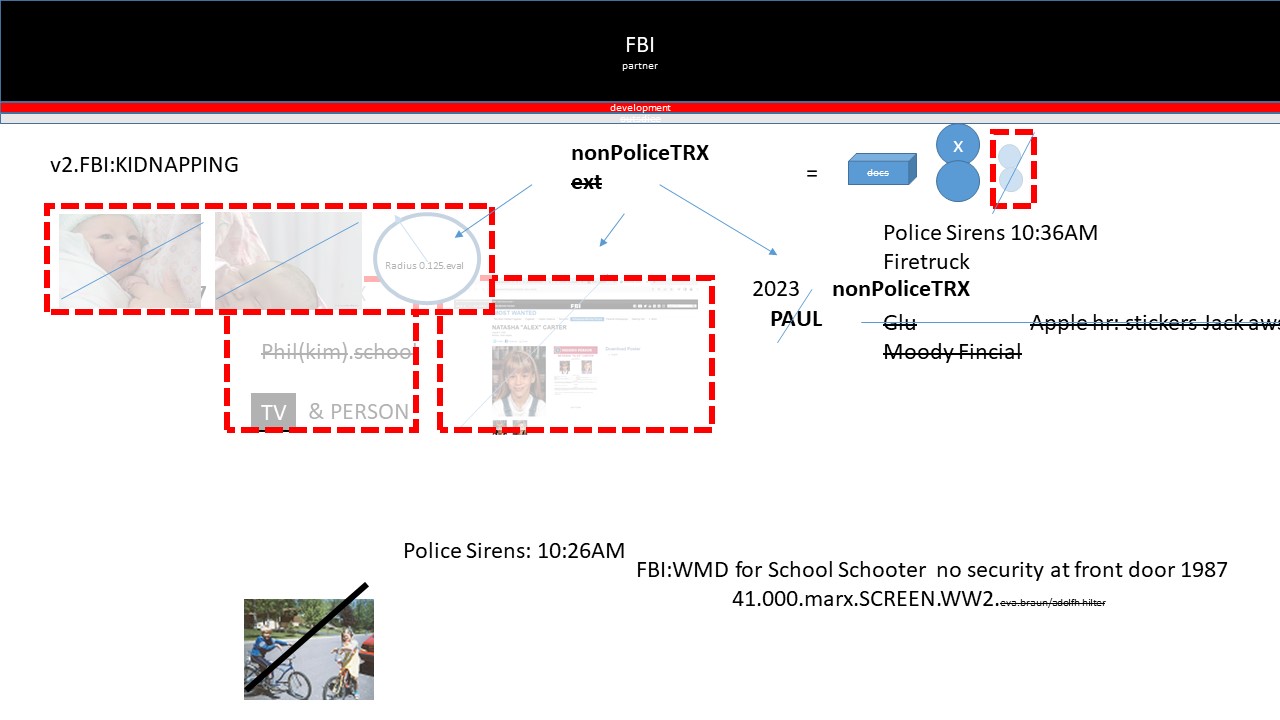 FBI
partner
development
v2.FBI:KIDNAPPING
nonPoliceTRX
ext
=
docs
X
Police Sirens 10:36AM
Firetruck
Radius 0.125.eval
2023
nonPoliceTRX
PAUL
Glu
Apple hr: stickers Jack aws
Moody Fincial
FBI
MOST WANTED
NATASHA "ALEX" CARTER
Phil(kim).school
TV & PERSON
Police Sirens: 10:26AM
FBI:WMD for School Schooter no security at front door 1987
41.000.marx.SCREEN.WW2.eva.braun/adolfh hilter